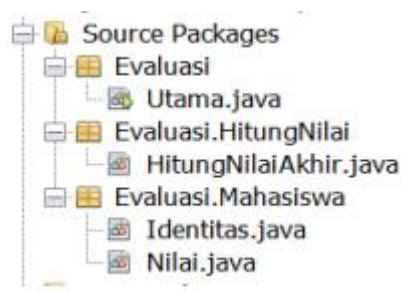 Source Packages
Evaluasi
Utama.java
Evaluasi.HitungNilai
HitungNilaiAkhir.java
Evaluasi.Mahasiswa
Identitas.java
Nilai.java